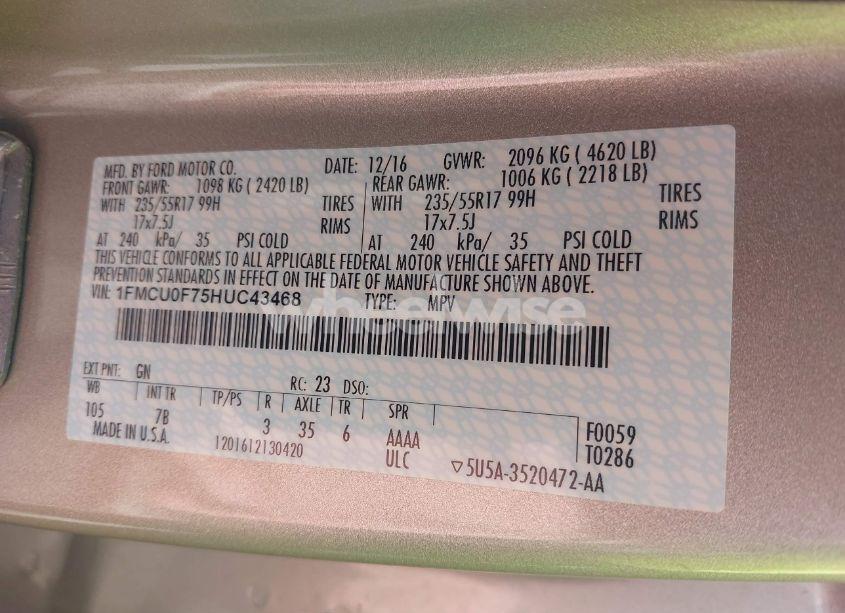 MFD. BY FORD MOTOR CO. DATE: 12/16 GVWR: 2096 KG ( 4620 LB)
FRONT GAWR: 1098 KG ( 2420 LB) REAR GAWR: 1006 KG ( 2218 LB)
WITH 235/55R17 99H TIRES WITH 235/55R17 99H TIRES
17x7.5J RIMS 17x7.5J RIMS
AT 240 kPa/ 35 PSI COLD AT 240 kPa/ 35 PSI COLD
THIS VEHICLE CONFORMS TO ALL APPLICABLE FEDERAL MOTOR VEHICLE SAFETY AND THEFT
PREVENTION STANDARDS IN EFFECT ON THE DATE OF MANUFACTURE SHOWN ABOVE.
VIN: 1FMCU0F75HUC43468 TYPE: MPV
wheelwise
EXT PNT: GN RC: 23 DSO:
WB INT TR TP/PS R AXLE TR SPR
105 7B 3 35 6 AAAA F0059
MADE IN U.S.A. 1201612130420 ULC T0286
▽5U5A-3520472-AA